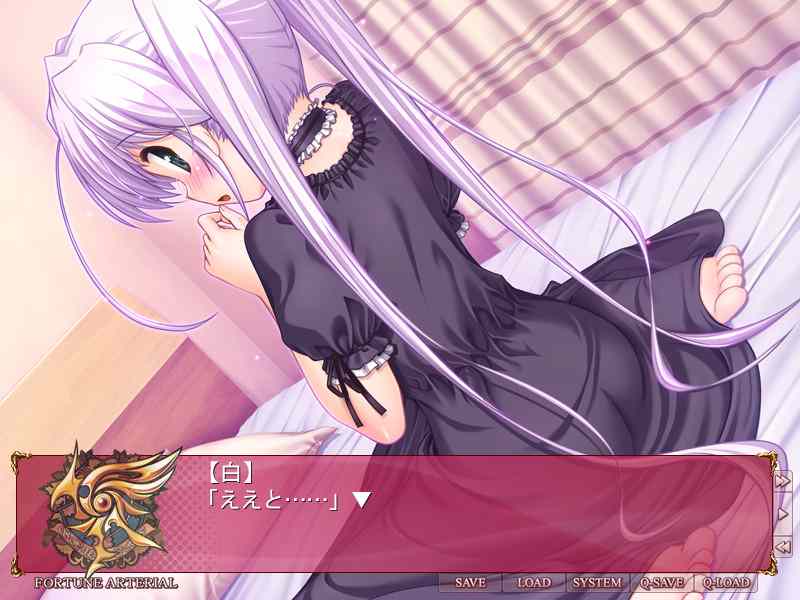 【白】
「ええと……」▼
FORTUNE ARTERIAL
SAVE LOAD SYSTEM Q-SAVE Q-LOAD